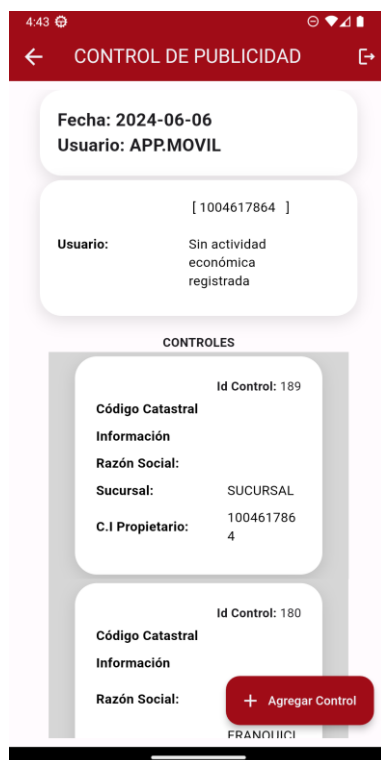 4:43
CONTROL DE PUBLICIDAD
Fecha: 2024-06-06
Usuario: APP.MOVIL
[ 1004617864 ]
Usuario: Sin actividad
económica
registrada
CONTROLES
Id Control: 189
Código Catastral
Información
Razón Social:
Sucursal: SUCURSAL
C.I Propietario: 100461786
4
Id Control: 180
Código Catastral
Información
Razón Social:
+ Agregar Control
FRANQUICI